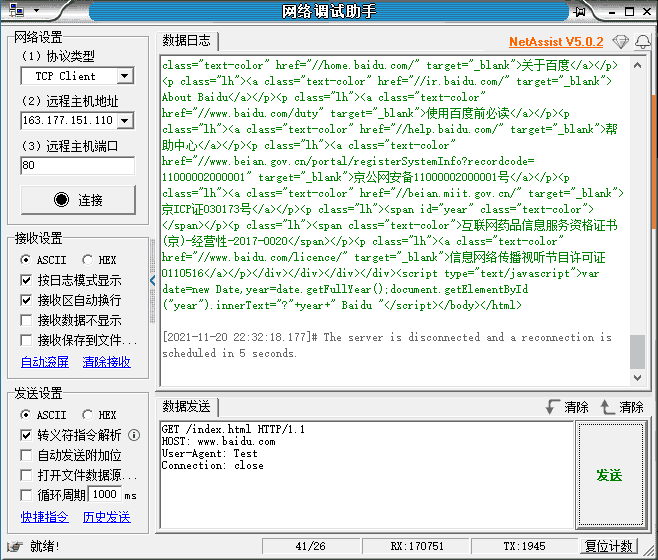 网络调试助手
网络设置
(1) 协议类型
TCP Client
(2) 远程主机地址
163.177.151.110
(3) 远程主机端口
80
连接
接收设置
ASCII HEX
按日志模式显示
接收区自动换行
接收数据不显示
接收保存到文件...
自动滚屏 清除接收
发送设置
ASCII HEX
转义符指令解析
自动发送附加位
打开文件数据源...
循环周期 1000 ms
快捷指令 历史发送
数据日志 NetAssist V5.0.2
class="text-color" href="//home.baidu.com/" target="_blank">关于百度</a></p>
<p class="lh"><a class="text-color" href="//ir.baidu.com/" target="_blank">
About Baidu</a></p><p class="lh"><a class="text-color"
href="//www.baidu.com/duty" target="_blank">使用百度前必读</a></p><p
class="lh"><a class="text-color" href="//help.baidu.com/" target="_blank">帮
助中心</a></p><p class="lh"><a class="text-color"
href="//www.beian.gov.cn/portal/registerSystemInfo?recordcode=
11000002000001" target="_blank">京公网安备11000002000001号</a></p><p
class="lh"><a class="text-color" href="//beian.miit.gov.cn/" target="_blank">
京ICP证030173号</a></p><p class="lh"><span id="year" class="text-color">
</span></p><p class="lh"><span class="text-color">互联网药品信息服务资格证书
(京)-经营性-2017-0020</span></p><p class="lh"><a class="text-color"
href="//www.baidu.com/licence/" target="_blank">信息网络传播视听节目许可证
0110516</a></p></div></div></div></div><script type="text/javascript">var
date=new Date,year=date.getFullYear();document.getElementById
("year").innerText="?"+year+" Baidu "</script></body></html>
[2021-11-20 22:32:18.177]# The server is disconnected and a reconnection is
scheduled in 5 seconds.
数据发送 清除 清除
GET /index.html HTTP/1.1
HOST: www.baidu.com
User-Agent: Test
Connection: close
发送
就绪! 41/26 RX:170751 TX:1945 复位计数